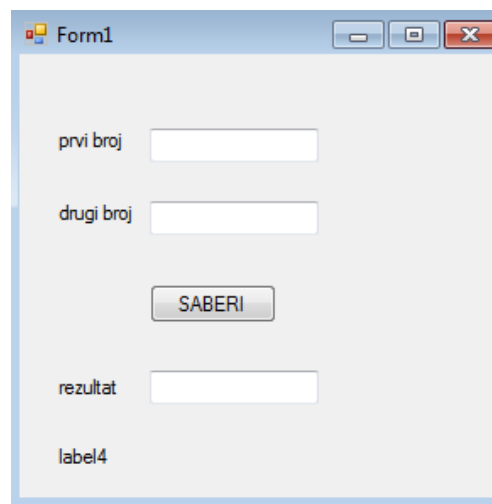 Form1
prvi broj
drugi broj
SABERI
rezultat
label4